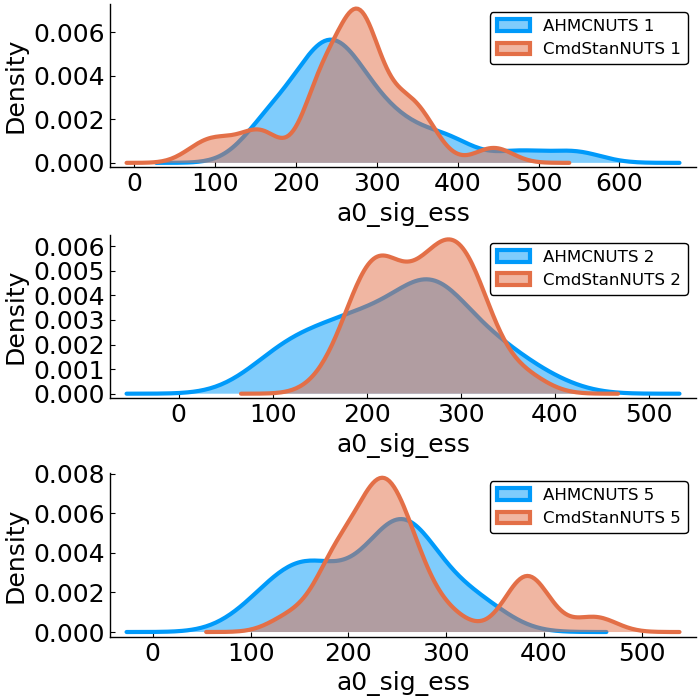 0.006
0.004
0.002
0.000
Density
AHMCNUTS 1
CmdStanNUTS 1
0 100 200 300 400 500 600
a0_sig_ess
0.006
0.005
0.004
0.003
0.002
0.001
0.000
Density
AHMCNUTS 2
CmdStanNUTS 2
0 100 200 300 400 500
a0_sig_ess
0.008
0.006
0.004
0.002
0.000
Density
AHMCNUTS 5
CmdStanNUTS 5
0 100 200 300 400 500
a0_sig_ess